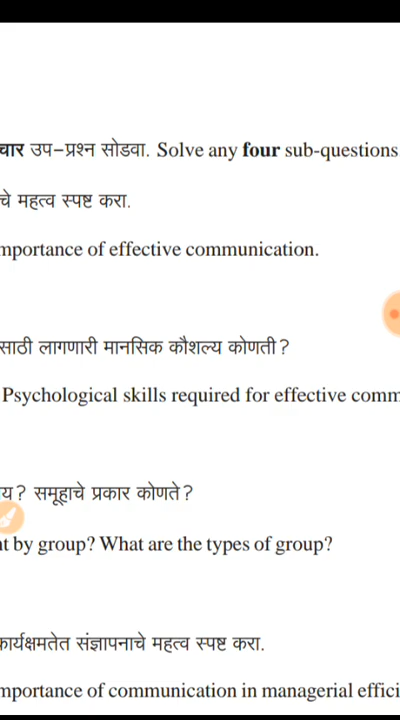 चार उप-प्रश्न सोडवा. Solve any four sub-questions
चे महत्व स्पष्ट करा.
mportance of effective communication.
साठी लागणारी मानसिक कौशल्य कोणती?
Psychological skills required for effective comm
य? समूहाचे प्रकार कोणते?
t by group? What are the types of group?
कार्यक्षमतेत संज्ञापनाचे महत्व स्पष्ट करा.
mportance of communication in managerial effici